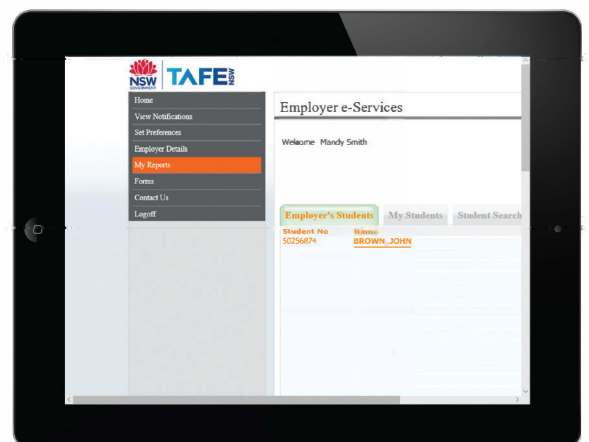 NSW GOVERNMENT
TAFE NSW
Home
View Notifications
Set Preferences
Employer Details
My Reports
Forms
Contact Us
Logoff
Employer e-Services
Welcome Mandy Smith
Employer's Students My Students Student Search
Student No Name
50256874 BROWN, JOHN